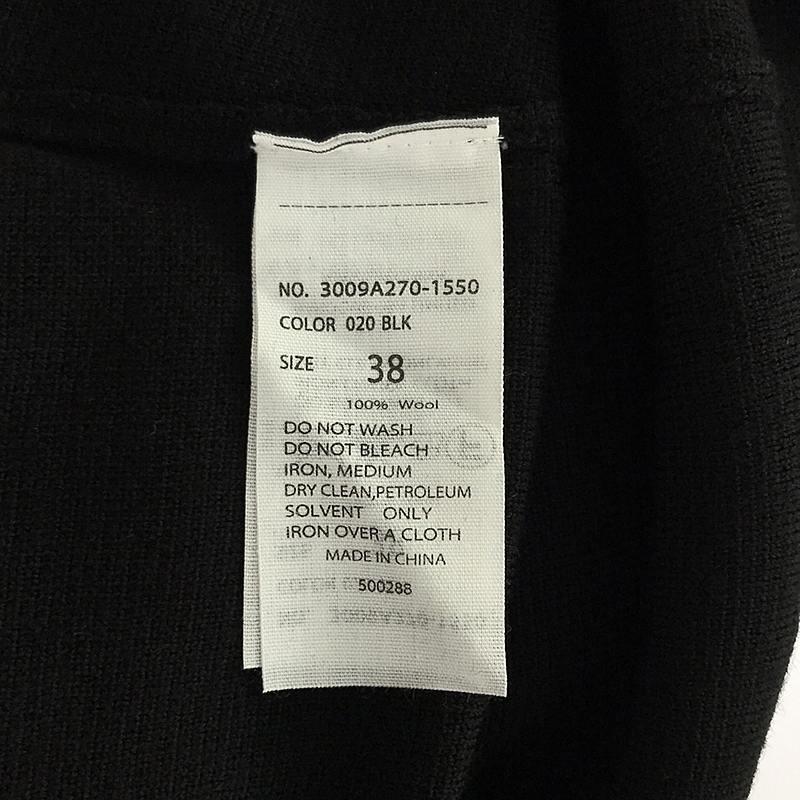 NO. 3009A270-1550
COLOR 020 BLK
SIZE 38
100% Wool
DO NOT WASH
DO NOT BLEACH
IRON, MEDIUM
DRY CLEAN,PETROLEUM
SOLVENT ONLY
IRON OVER A CLOTH
MADE IN CHINA
500288